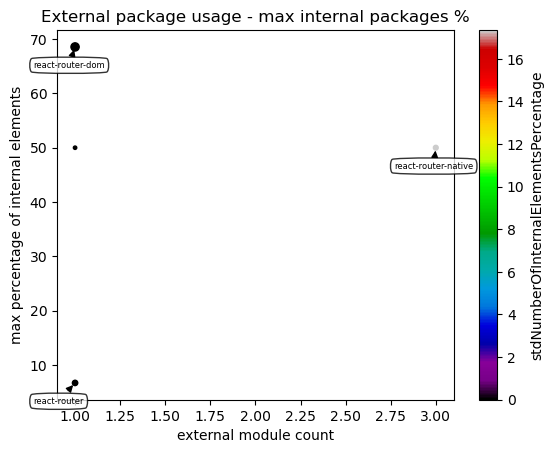 External package usage - max internal packages %
max percentage of internal elements
70
60
50
40
30
20
10
react-router-dom
react-router-native
react-router
1.00 1.25 1.50 1.75 2.00 2.25 2.50 2.75 3.00
external module count
16
14
12
10
8
6
4
2
0
stdNumberOfInternalElementsPercentage